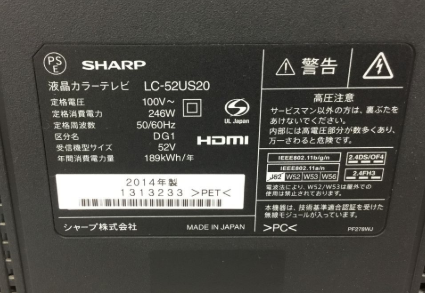 PS E
SHARP
液晶カラーテレビ LC-52US20
定格電圧 100V~
定格消費電力 246W
定格周波数 50/60Hz
区分名 DG1
受信機型サイズ 52V
年間消費電力量 189kWh/年
UL Japan
HDMI
2014年製
1313233 >PET<
シャープ株式会社 MADE IN JAPAN
警告
高圧注意
サービスマン以外の方は、裏ぶたを
あけないでください。
内部には高電圧部分が数多くあり、
万一さわると危険です。
IEEE802.11b/g/n
2.4DS/OF4
IEEE802.11a/n
J52 W52 W53 W56
2.4FH3
電波法により、W52/W53は屋外での
使用は禁止されております。
本機器は、技術基準適合認証を受けた
無線モジュールが入っています。
>PC<